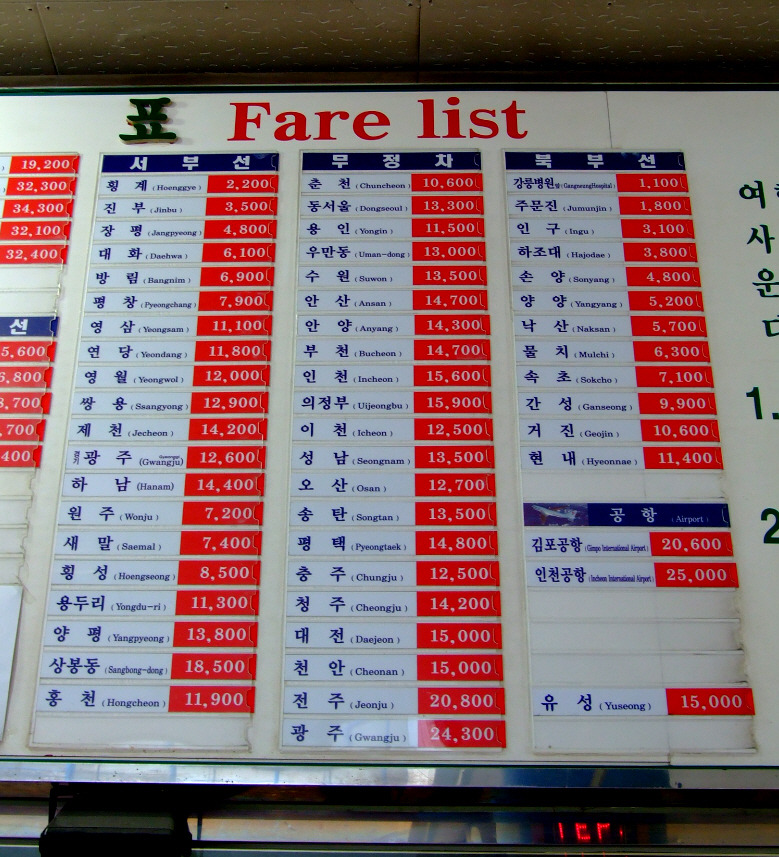 표 Fare list
19,200
32,300
34,300
32,100
32,400
선
5,600
6,800
8,700
,700
400
서 부 선
횡 계 (Hoenggye) 2,200
진 부 (Jinbu) 3,500
장 평 (Jangpyeong) 4,800
대 화 (Daehwa) 6,100
방 림 (Bangnim) 6,900
평 창 (Pyeongchang) 7,900
영 삼 (Yeongsam) 11,100
연 당 (Yeondang) 11,800
영 월 (Yeongwol) 12,000
쌍 용 (Ssangyong) 12,900
제 천 (Jecheon) 14,200
경기 광 주 (Gwangju) 12,600
하 남 (Hanam) 14,400
원 주 (Wonju) 7,200
새 말 (Saemal) 7,400
횡 성 (Hoengseong) 8,500
용두리 (Yongdu-ri) 11,300
양 평 (Yangpyeong) 13,800
상봉동 (Sangbong-dong) 18,500
홍 천 (Hongcheon) 11,900
무 정 차
춘 천 (Chuncheon) 10,600
동서울 (Dongseoul) 13,300
용 인 (Yongin) 11,500
우만동 (Uman-dong) 13,000
수 원 (Suwon) 13,500
안 산 (Ansan) 14,700
안 양 (Anyang) 14,300
부 천 (Bucheon) 14,700
인 천 (Incheon) 15,600
의정부 (Uijeongbu) 15,900
이 천 (Icheon) 12,500
성 남 (Seongnam) 13,500
오 산 (Osan) 12,700
송 탄 (Songtan) 13,500
평 택 (Pyeongtaek) 14,800
충 주 (Chungju) 12,500
청 주 (Cheongju) 14,200
대 전 (Daejeon) 15,000
천 안 (Cheonan) 15,000
전 주 (Jeonju) 20,800
광 주 (Gwangju) 24,300
북 부 선
강릉병원앞 (GangneungHospital) 1,100
주문진 (Jumunjin) 1,800
인 구 (Ingu) 3,100
하조대 (Hajodae) 3,800
손 양 (Sonyang) 4,800
양 양 (Yangyang) 5,200
낙 산 (Naksan) 5,700
물 치 (Mulchi) 6,300
속 초 (Sokcho) 7,100
간 성 (Ganseong) 9,900
거 진 (Geojin) 10,600
현 내 (Hyeonnae) 11,400
공 항 (Airport)
김포공항 (Gimpo International Airport) 20,600
인천공항 (Incheon International Airport) 25,000
유 성 (Yuseong) 15,000
여
사
운
1.
2